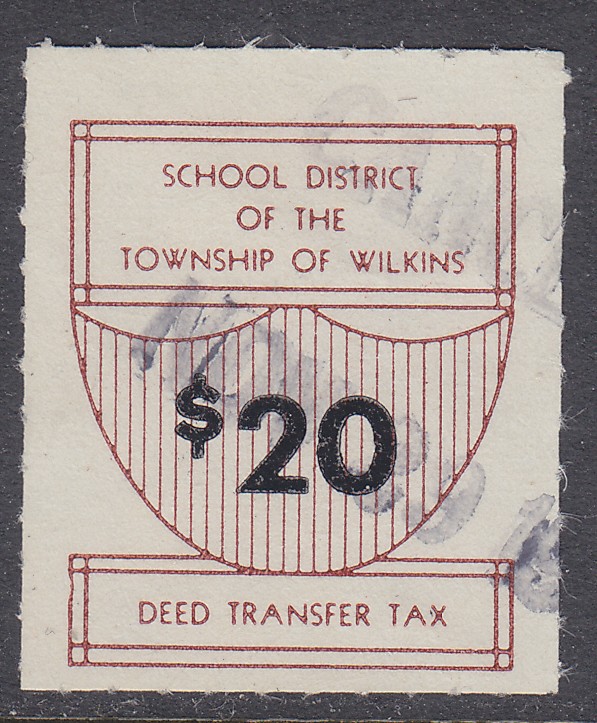 SCHOOL DISTRICT
OF THE
TOWNSHIP OF WILKINS
$20
DEED TRANSFER TAX